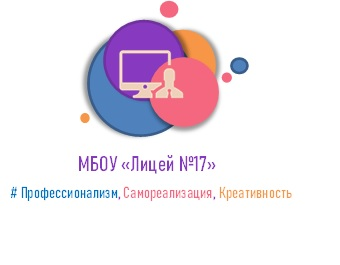 МБОУ «Лицей №17»
# Профессионализм, Самореализация, Креативность